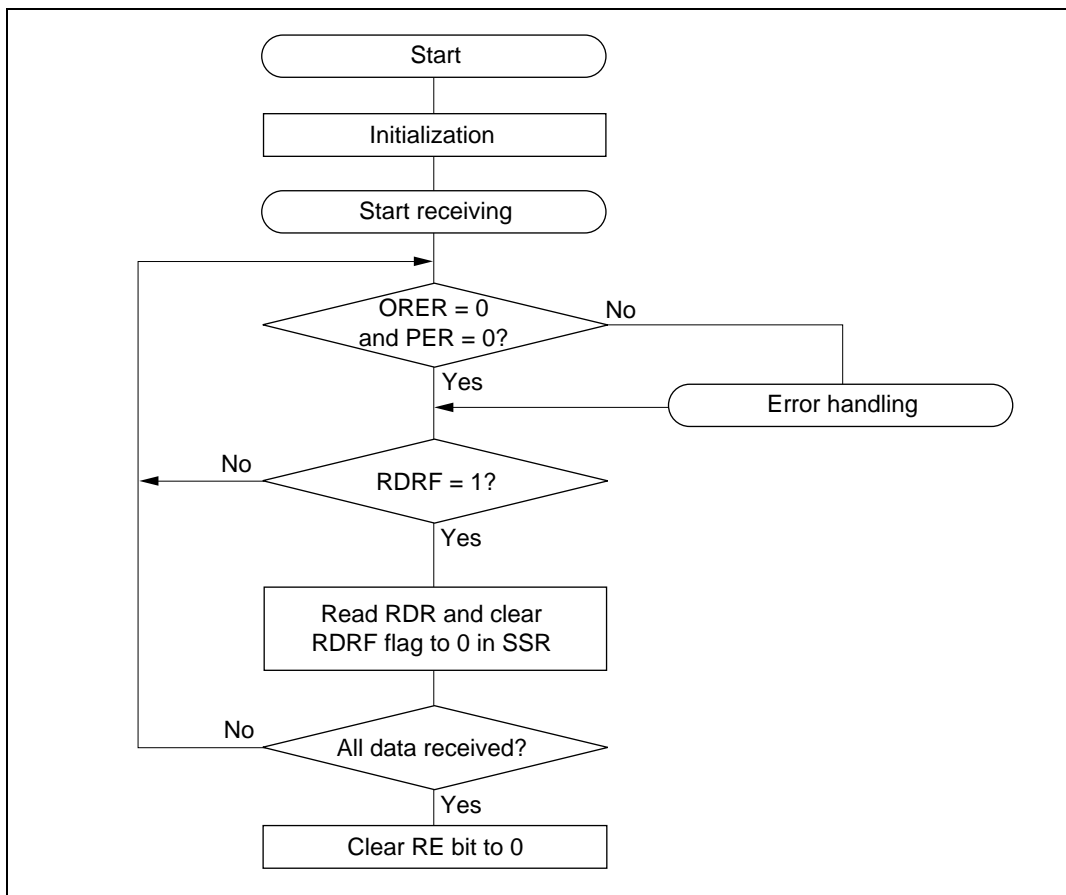 Start
Initialization
Start receiving
ORER = 0
and PER = 0?
No
Yes
Error handling
No
RDRF = 1?
Yes
Read RDR and clear
RDRF flag to 0 in SSR
No
All data received?
Yes
Clear RE bit to 0